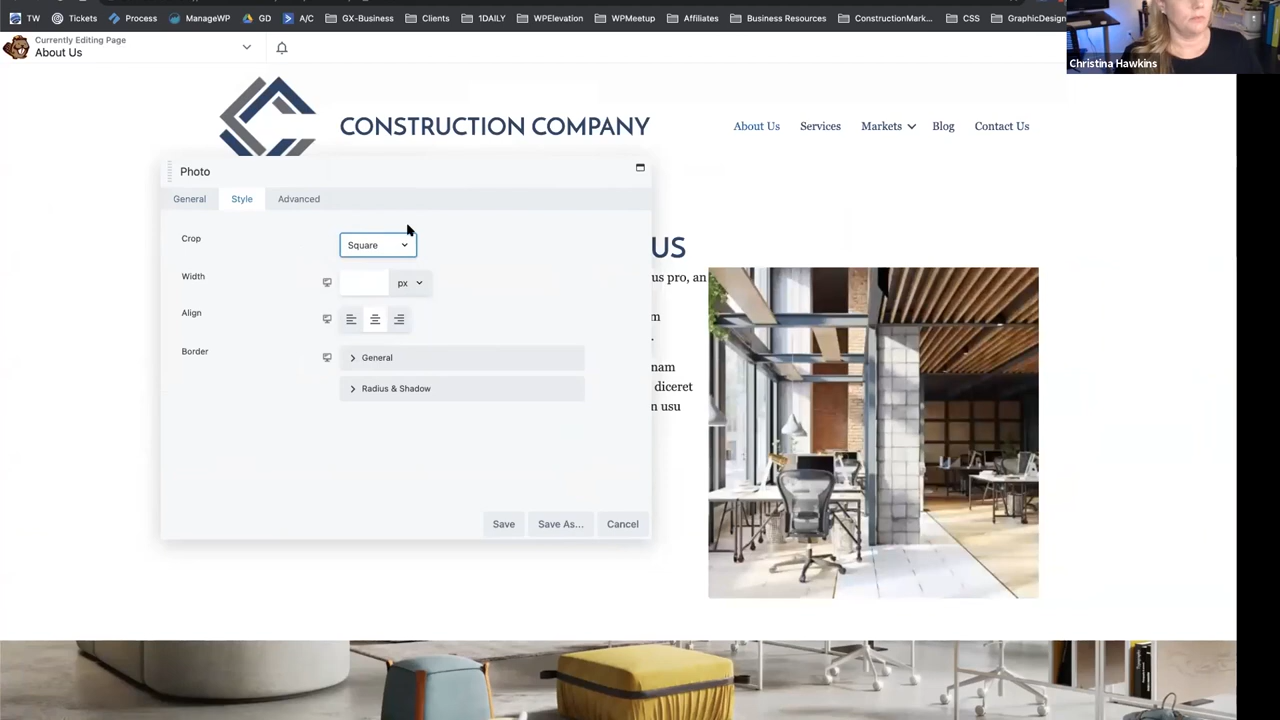 TW Tickets Process ManageWP GD A/C GX-Business Clients 1DAILY WPElevation WPMeetup Affiliates Business Resources ConstructionMark... CSS GraphicDesign
Currently Editing Page
About Us
Christina Hawkins
CONSTRUCTION COMPANY
About Us Services Markets Blog Contact Us
Photo
General Style Advanced
Crop
Square
Width
px
Align
Border
General
Radius & Shadow
Save Save As... Cancel
US
us pro, an
m
.
nam
diceret
n usu